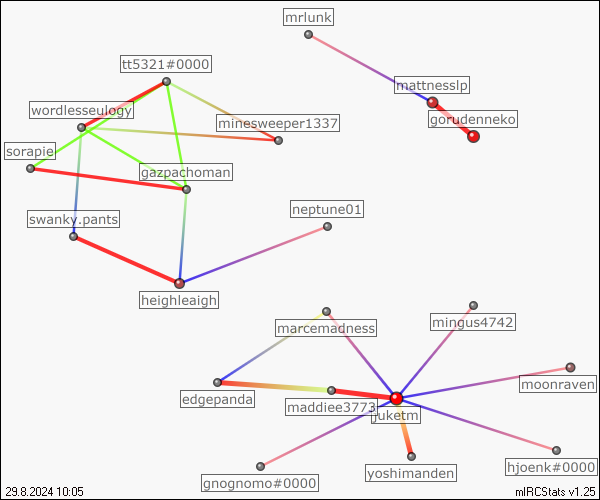 mrlunk
tt5321#0000
mattnesslp
wordlesseulogy
gorudenneko
minesweeper1337
sorapie
gazpachoman
neptune01
swanky.pants
heighleaigh
mingus4742
marcemadness
moonraven
edgepanda
maddiee3773
juketm
hjoenk#0000
yoshimanden
gnognomo#0000
29.8.2024 10:05
mIRCStats v1.25